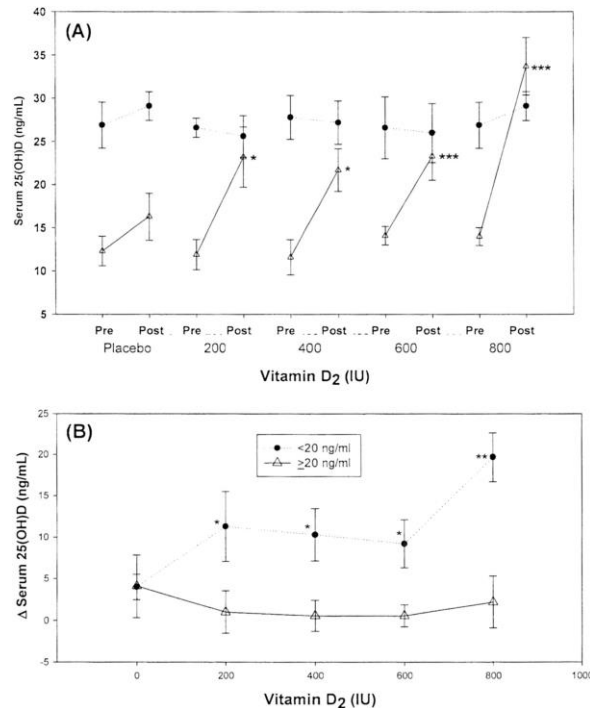 (A)
40
35
30
25
20
15
10
5
Serum 25(OH)D (ng/mL)
***
*
*
***
Pre Post Pre Post Pre Post Pre Post Pre Post
Placebo 200 400 600 800
Vitamin D2 (IU)
(B)
25
20
15
10
5
0
-5
Δ Serum 25(OH)D (ng/mL)
<20 ng/ml
≥20 ng/ml
**
*
*
*
0 200 400 600 800 1000
Vitamin D2 (IU)